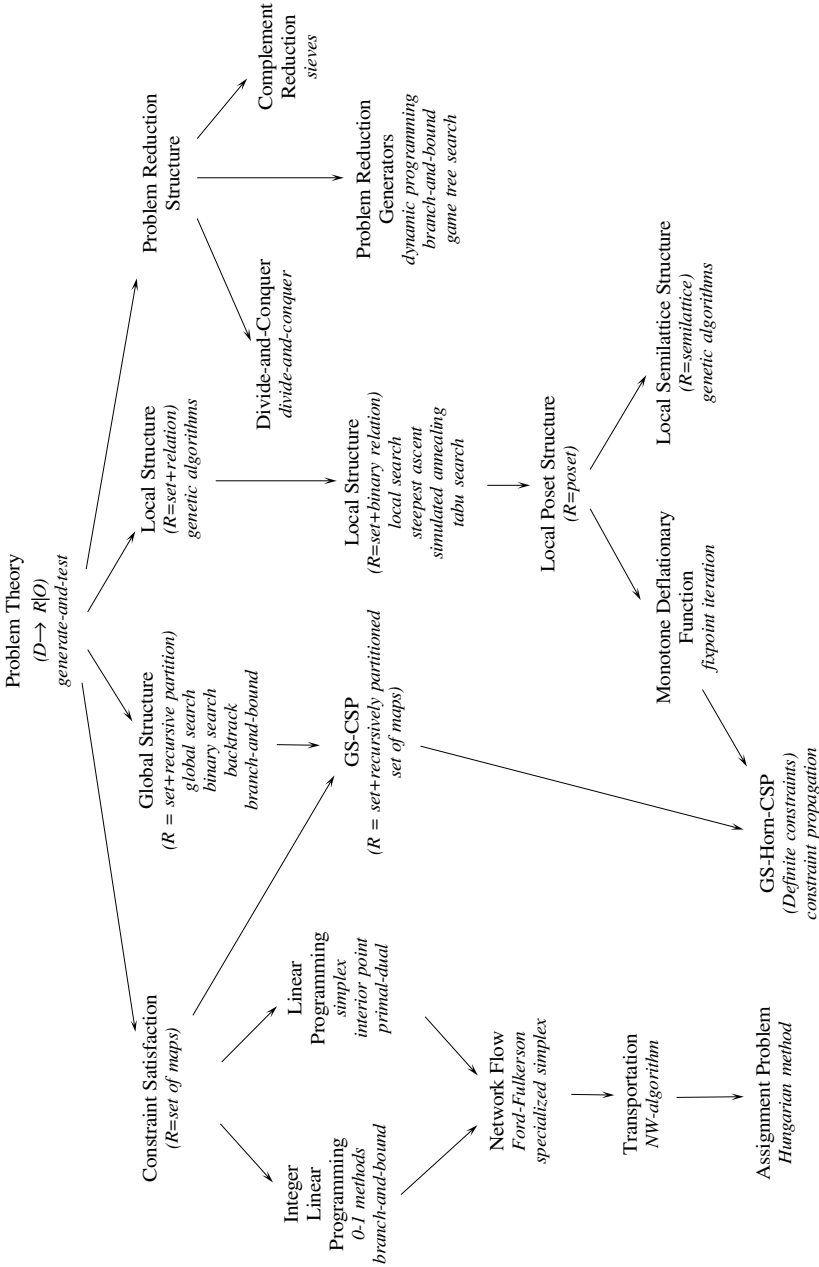 Problem Theory
(D→ R|O)
generate-and-test
Constraint Satisfaction
(R=set of maps)
Global Structure
(R = set+recursive partition)
global search
binary search
backtrack
branch-and-bound
Local Structure
(R=set+relation)
genetic algorithms
Problem Reduction
Structure
Integer
Linear
Programming
0-1 methods
branch-and-bound
Linear
Programming
simplex
interior point
primal-dual
GS-CSP
(R = set+recursively partitioned
set of maps)
Divide-and-Conquer
divide-and-conquer
Complement
Reduction
sieves
Local Structure
(R=set+binary relation)
local search
steepest ascent
simulated annealing
tabu search
Problem Reduction
Generators
dynamic programming
branch-and-bound
game tree search
Network Flow
Ford-Fulkerson
specialized simplex
Local Poset Structure
(R=poset)
Transportation
NW-algorithm
Monotone Deflationary
Function
fixpoint iteration
Local Semilattice Structure
(R=semilattice)
genetic algorithms
Assignment Problem
Hungarian method
GS-Horn-CSP
(Definite constraints)
constraint propagation